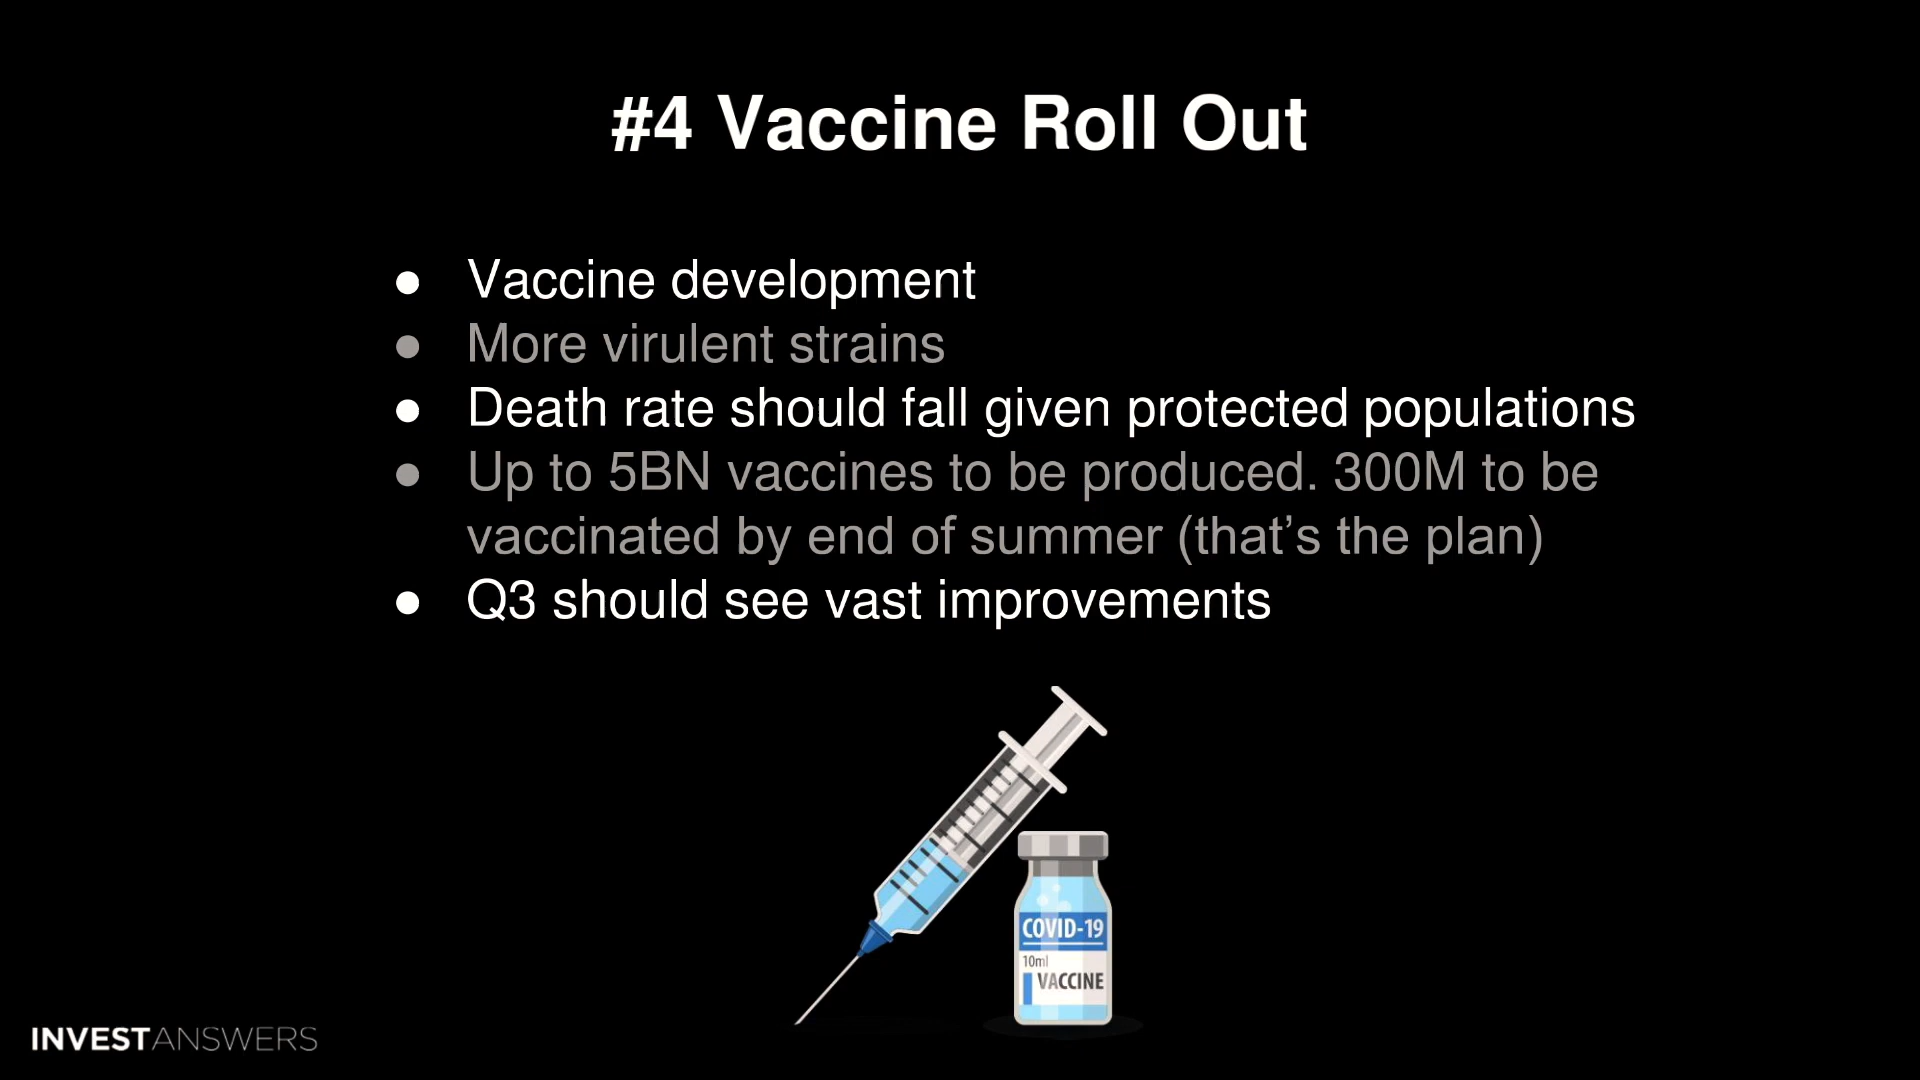 #4 Vaccine Roll Out
● Vaccine development
● More virulent strains
● Death rate should fall given protected populations
● Up to 5BN vaccines to be produced. 300M to be
vaccinated by end of summer (that’s the plan)
● Q3 should see vast improvements
COVID-19
10ml
VACCINE
INVESTANSWERS